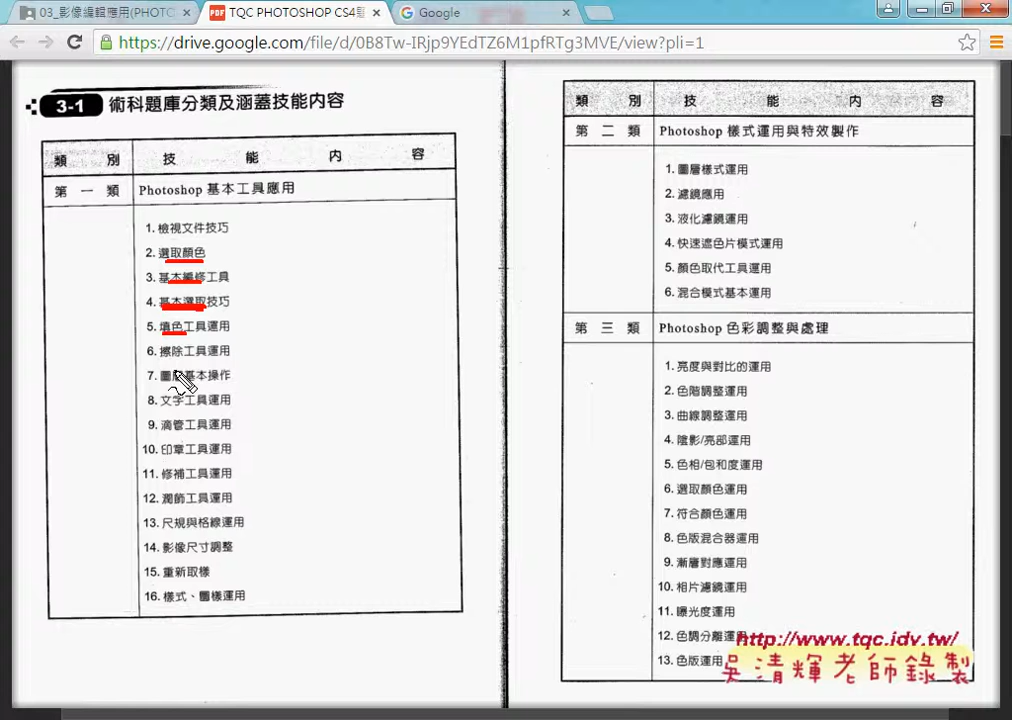 03_影像編輯應用(PHOTC
TQC PHOTOSHOP CS4
Google
https://drive.google.com/file/d/0B8Tw-IRjp9YEdTZ6M1pfRTg3MVE/view?pli=1
3-1 術科題庫分類及涵蓋技能內容
類別 技能內容
第一類 Photoshop 基本工具應用
1. 檢視文件技巧
2. 選取顏色
3. 基本編修工具
4. 基本選取技巧
5. 填色工具運用
6. 擦除工具運用
7. 圖層基本操作
8. 文字工具運用
9. 滴管工具運用
10. 印章工具運用
11. 修補工具運用
12. 潤飾工具運用
13. 尺規與格線運用
14. 影像尺寸調整
15. 重新取樣
16. 樣式、圖樣運用
類別 技能內容
第二類 Photoshop 樣式運用與特效製作
1. 圖層樣式運用
2. 濾鏡應用
3. 液化濾鏡運用
4. 快速遮色片模式運用
5. 顏色取代工具運用
6. 混合模式基本運用
第三類 Photoshop 色彩調整與處理
1. 亮度與對比的運用
2. 色階調整運用
3. 曲線調整運用
4. 陰影/亮部運用
5. 色相/包和度運用
6. 選取顏色運用
7. 符合顏色運用
8. 色版混合器運用
9. 漸層對應運用
10. 相片濾鏡運用
11. 曝光度運用
12. 色調分離運用
13. 色版運用
http://www.tqc.idv.tw/
吳清輝老師錄製